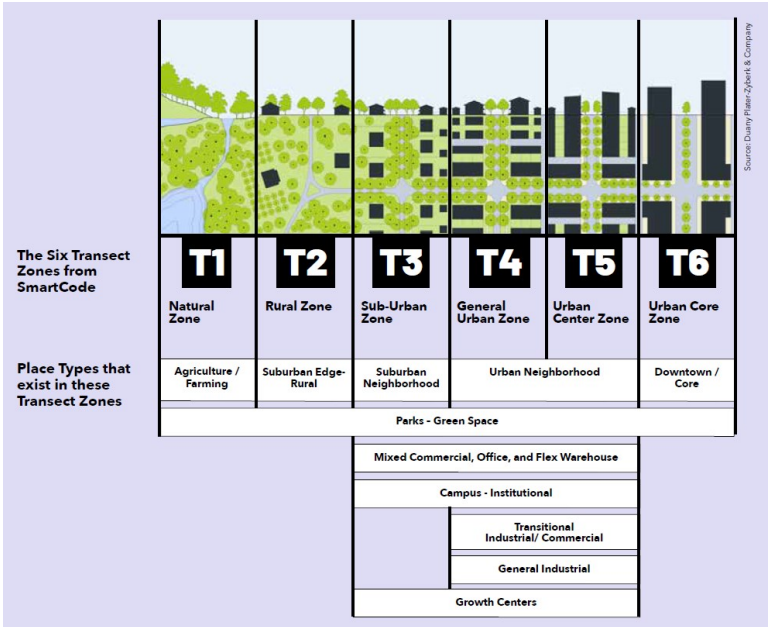 Source: Duany Plater-Zyberk & Company
The Six Transect
Zones from
SmartCode
T1
T2
T3
T4
T5
T6
Natural
Zone
Rural Zone
Sub-Urban
Zone
General
Urban Zone
Urban
Center Zone
Urban Core
Zone
Place Types that
exist in these
Transect Zones
Agriculture /
Farming
Suburban Edge-
Rural
Suburban
Neighborhood
Urban Neighborhood
Downtown /
Core
Parks - Green Space
Mixed Commercial, Office, and Flex Warehouse
Campus - Institutional
Transitional
Industrial/ Commercial
General Industrial
Growth Centers